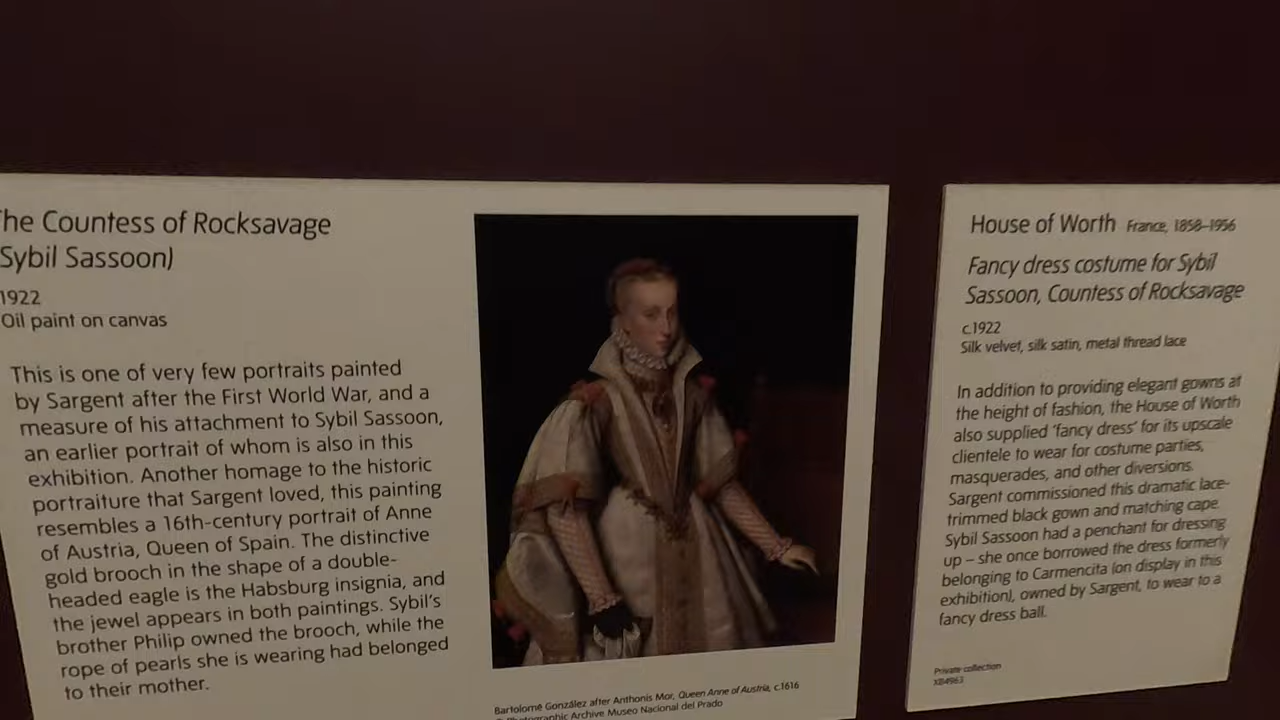 The Countess of Rocksavage
Sybil Sassoon)
1922
Oil paint on canvas
This is one of very few portraits painted
by Sargent after the First World War, and a
measure of his attachment to Sybil Sassoon,
an earlier portrait of whom is also in this
exhibition. Another homage to the historic
portraiture that Sargent loved, this painting
resembles a 16th-century portrait of Anne
of Austria, Queen of Spain. The distinctive
gold brooch in the shape of a double-
headed eagle is the Habsburg insignia, and
the jewel appears in both paintings. Sybil's
brother Philip owned the brooch, while the
rope of pearls she is wearing had belonged
to their mother.
Bartolomé González after Anthonis Mor, Queen Anne of Austria, c.1616
Photographic Archive Museo Nacional del Prado
House of Worth France, 1858–1956
Fancy dress costume for Sybil
Sassoon, Countess of Rocksavage
c.1922
Silk velvet, silk satin, metal thread lace
In addition to providing elegant gowns at
the height of fashion, the House of Worth
also supplied 'fancy dress' for its upscale
clientele to wear for costume parties,
masquerades, and other diversions.
Sargent commissioned this dramatic lace-
trimmed black gown and matching cape.
Sybil Sassoon had a penchant for dressing
up – she once borrowed the dress formerly
belonging to Carmencita (on display in this
exhibition), owned by Sargent, to wear to a
fancy dress ball.
Private collection
X84963